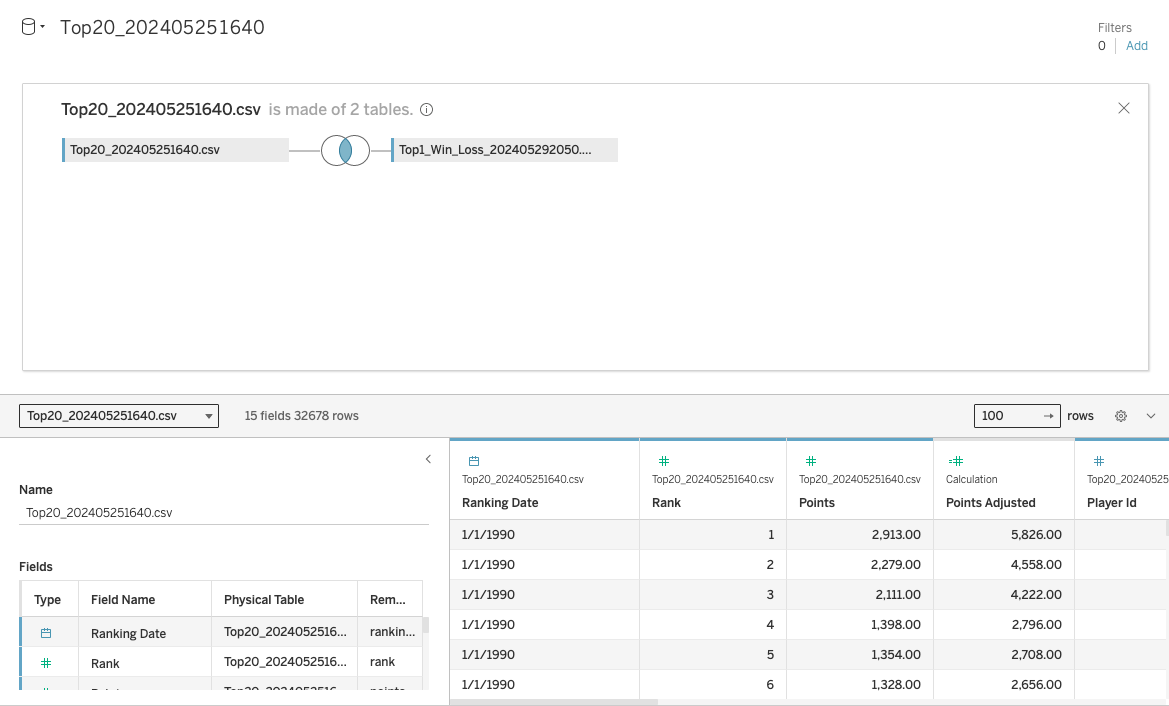 Top20_202405251640
Filters
0 Add
Top20_202405251640.csv is made of 2 tables.
Top20_202405251640.csv Top1_Win_Loss_202405292050....
Top20_202405251640.csv 15 fields 32678 rows 100 rows
Name
Top20_202405251640.csv
Fields
Type Field Name Physical Table Rem...
Ranking Date Top20_2024052516... rankin...
Rank Top20_2024052516... rank
Top20_202405251640.csv Top20_202405251640.csv Top20_202405251640.csv Calculation Top20_20240525
Ranking Date Rank Points Points Adjusted Player Id
1/1/1990 1 2,913.00 5,826.00
1/1/1990 2 2,279.00 4,558.00
1/1/1990 3 2,111.00 4,222.00
1/1/1990 4 1,398.00 2,796.00
1/1/1990 5 1,354.00 2,708.00
1/1/1990 6 1,328.00 2,656.00